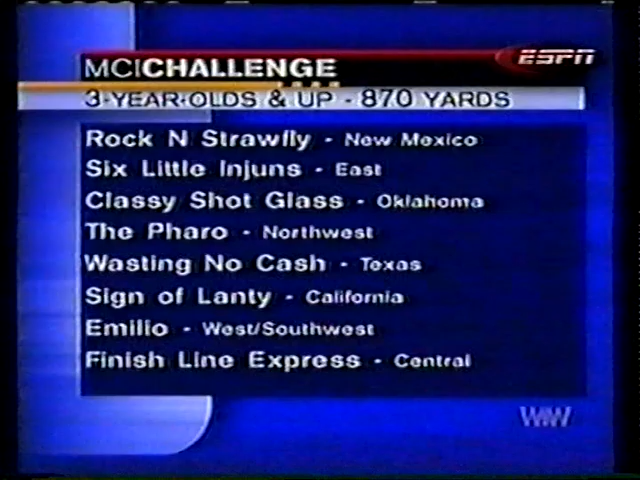 ESPN
MCICHALLENGE
3-YEAR-OLDS & UP - 870 YARDS
Rock N Strawfly - New Mexico
Six Little Injuns - East
Classy Shot Glass - Oklahoma
The Pharo - Northwest
Wasting No Cash - Texas
Sign of Lanty - California
Emilio - West/Southwest
Finish Line Express - Central